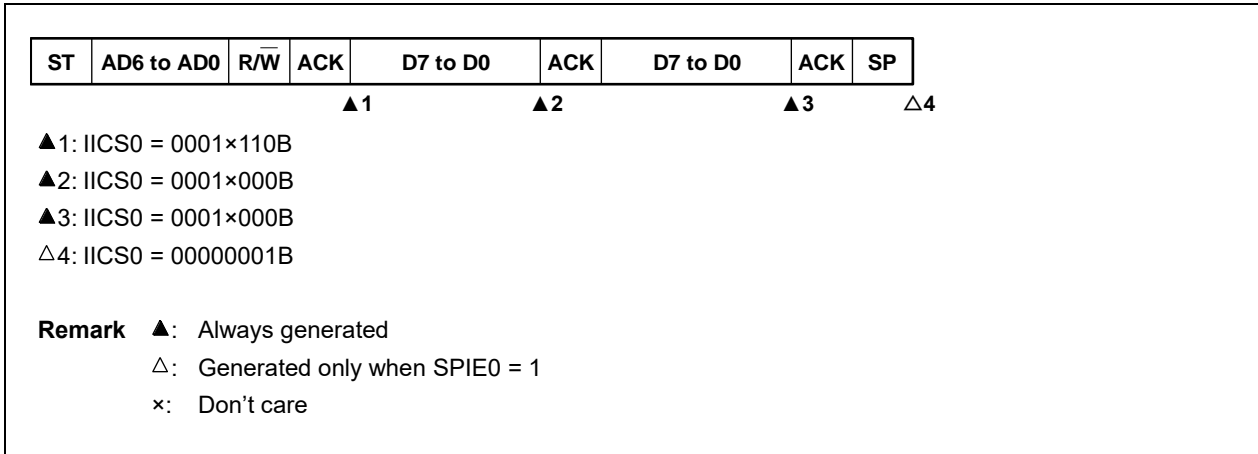 ST AD6 to AD0 R/W̅ ACK D7 to D0 ACK D7 to D0 ACK SP
▲1 ▲2 ▲3 △4
▲1: IICS0 = 0001×110B
▲2: IICS0 = 0001×000B
▲3: IICS0 = 0001×000B
△4: IICS0 = 00000001B
Remark ▲: Always generated
△: Generated only when SPIE0 = 1
×: Don't care